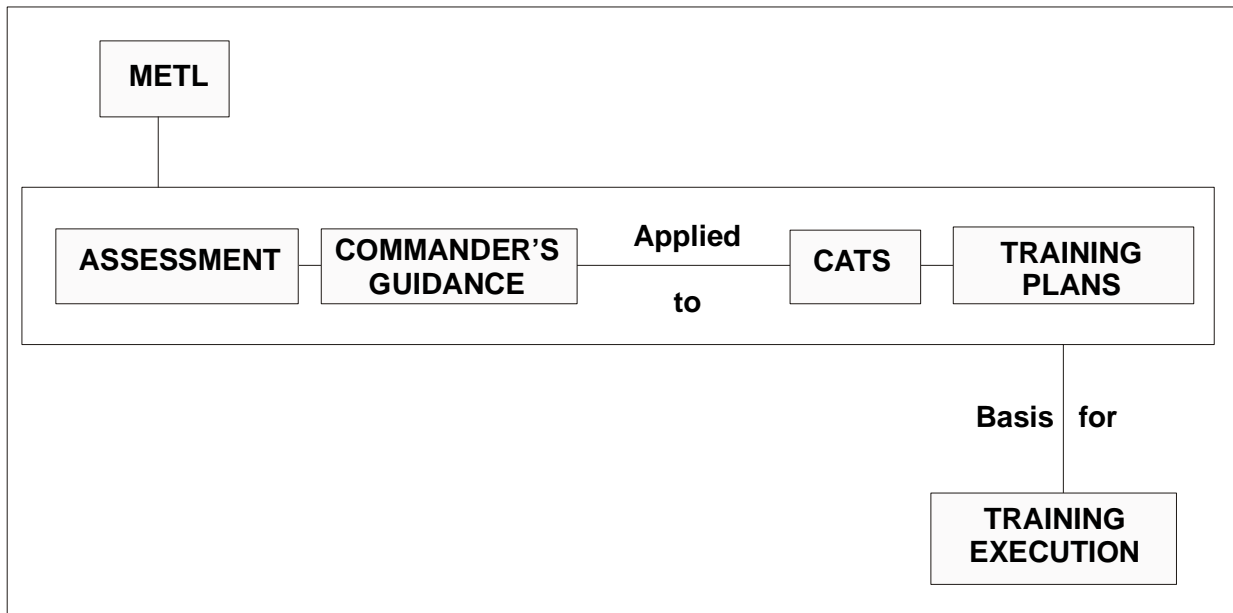 METL
ASSESSMENT
COMMANDER’S
GUIDANCE
Applied
to
CATS
TRAINING
PLANS
Basis for
TRAINING
EXECUTION